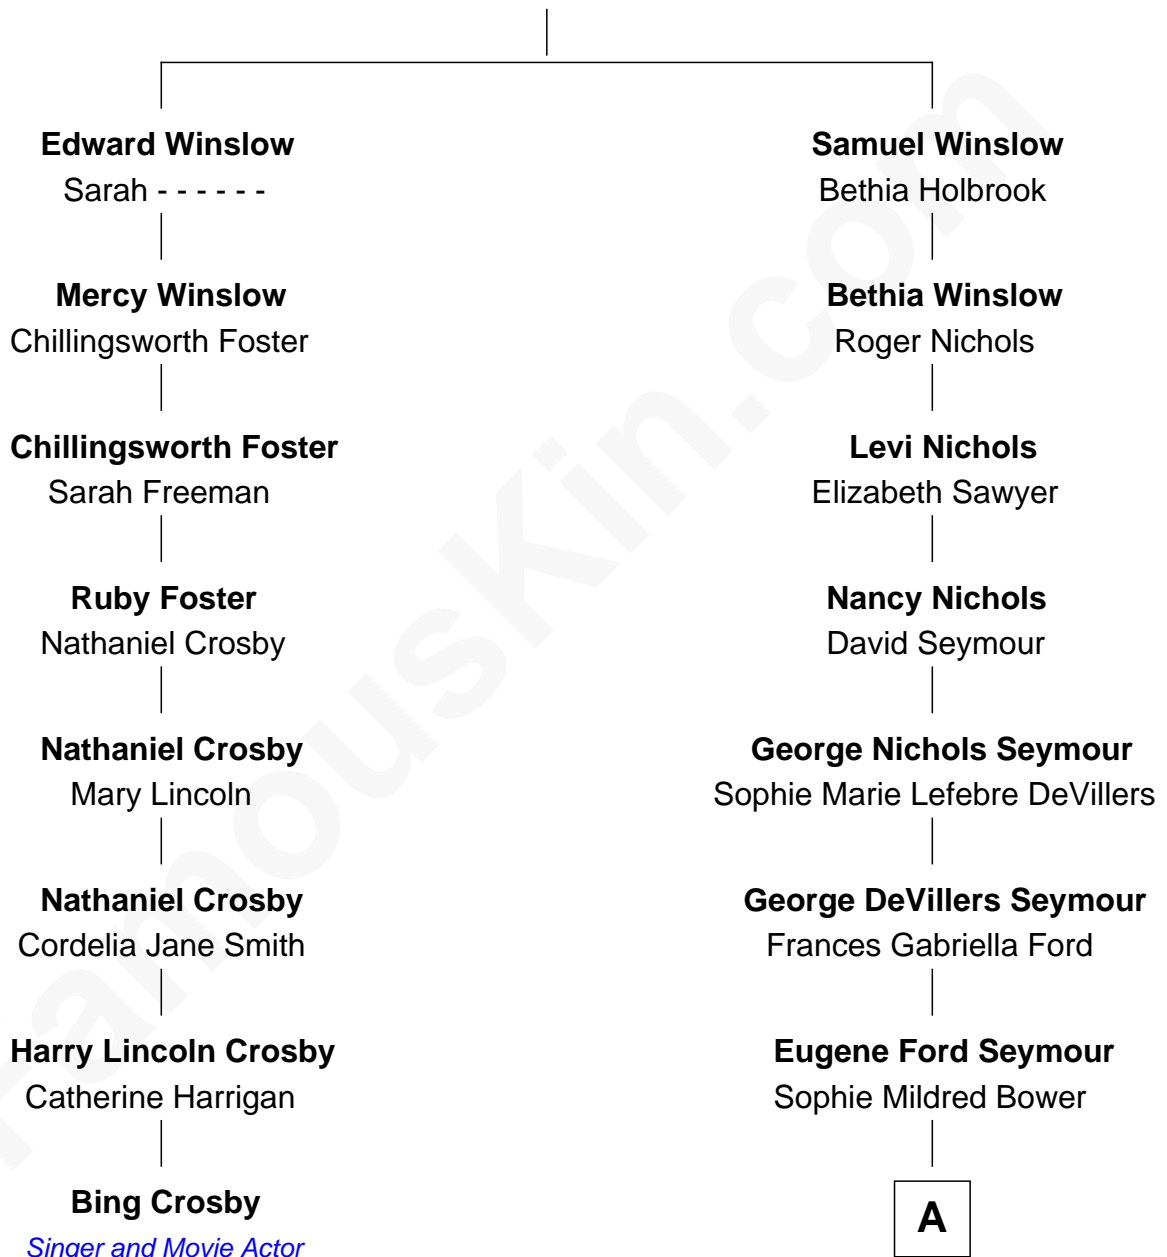 Edward Winslow
Sarah - - - - - -
Mercy Winslow
Chillingsworth Foster
Chillingsworth Foster
Sarah Freeman
Ruby Foster
Nathaniel Crosby
Nathaniel Crosby
Mary Lincoln
Nathaniel Crosby
Cordelia Jane Smith
Harry Lincoln Crosby
Catherine Harrigan
Bing Crosby
Singer and Movie Actor
Samuel Winslow
Bethia Holbrook
Bethia Winslow
Roger Nichols
Levi Nichols
Elizabeth Sawyer
Nancy Nichols
David Seymour
George Nichols Seymour
Sophie Marie Lefebre DeVillers
George DeVillers Seymour
Frances Gabriella Ford
Eugene Ford Seymour
Sophie Mildred Bower
A
FamousKin.com